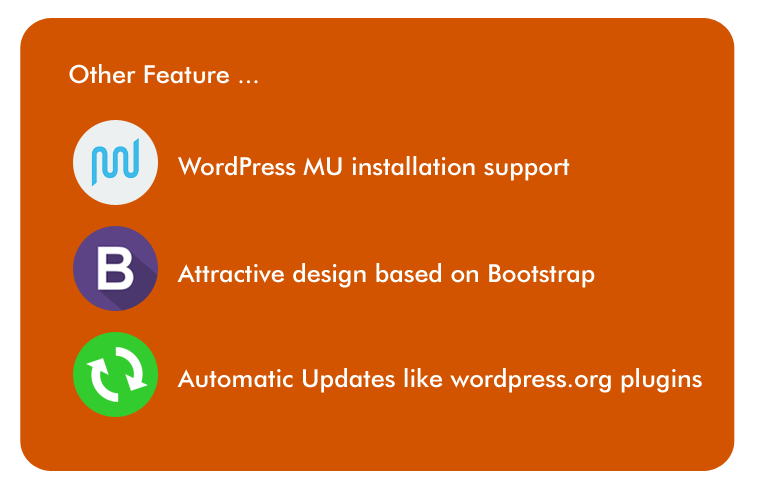 Other Feature ...
WordPress MU installation support
B
Attractive design based on Bootstrap
Automatic Updates like wordpress.org plugins